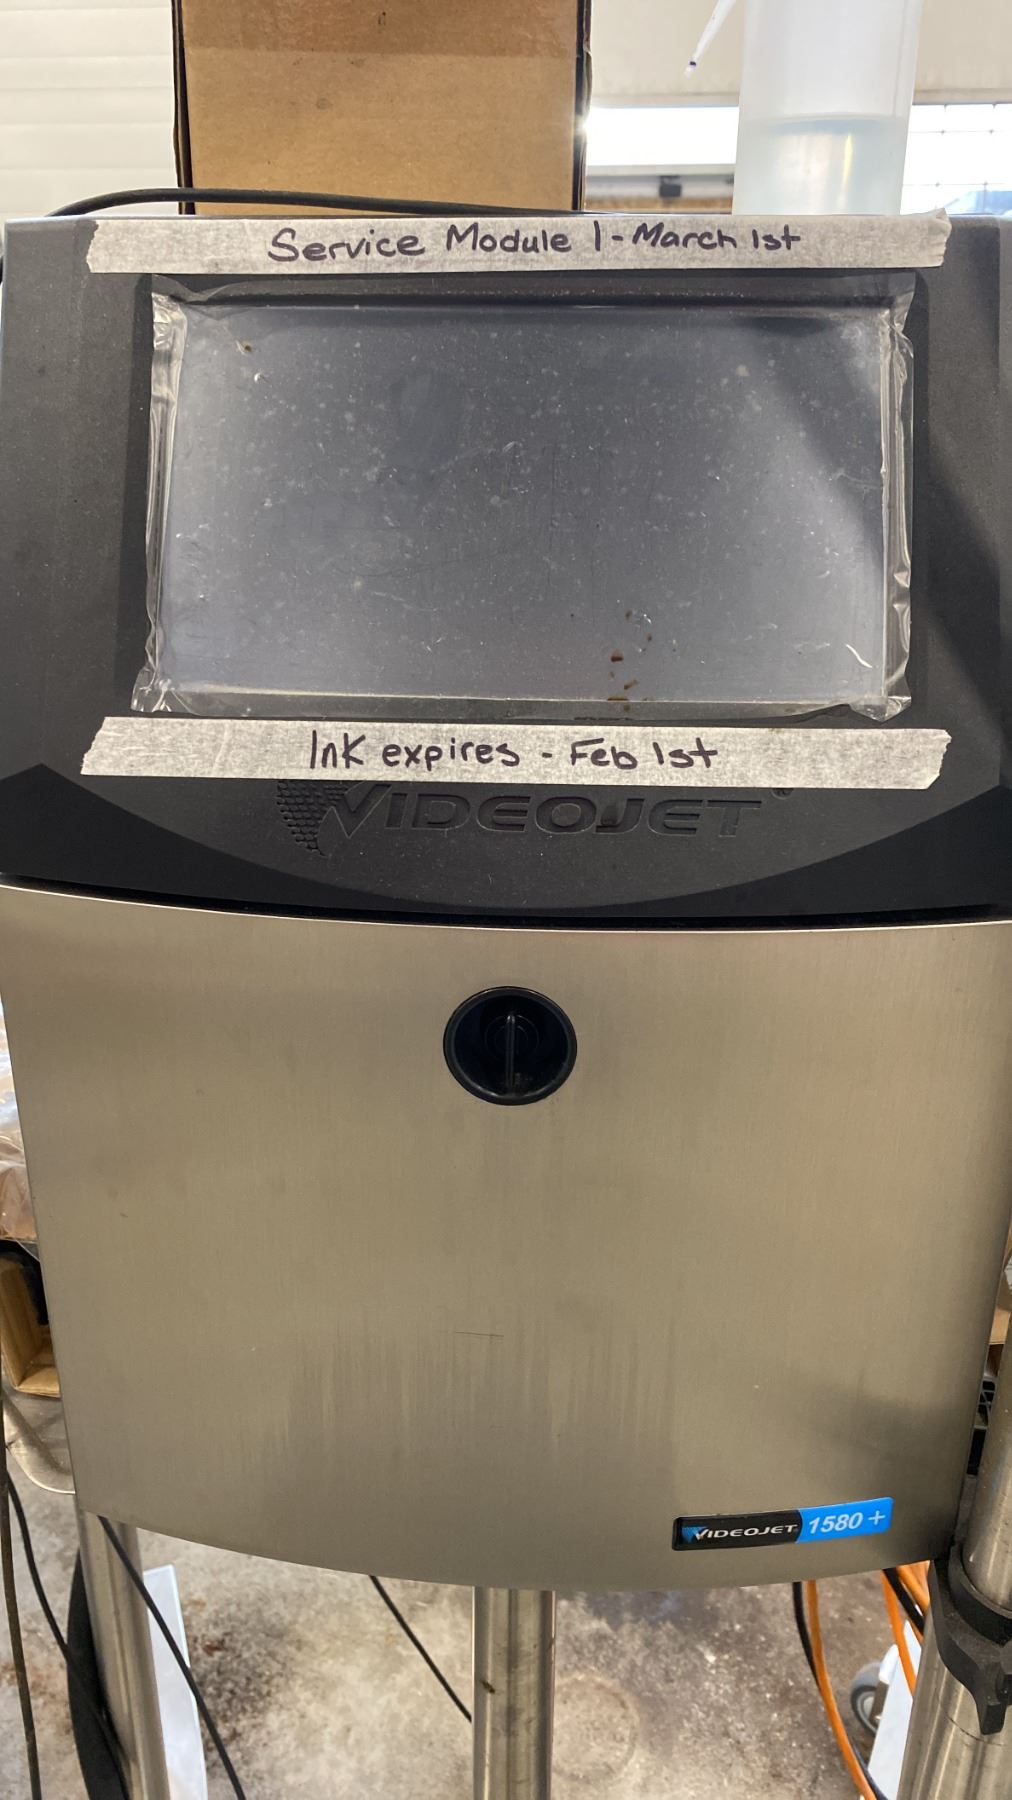 Service Module 1 - March 1st
Ink expires - Feb 1st
VIDEOJET®
VIDEOJET 1580 +